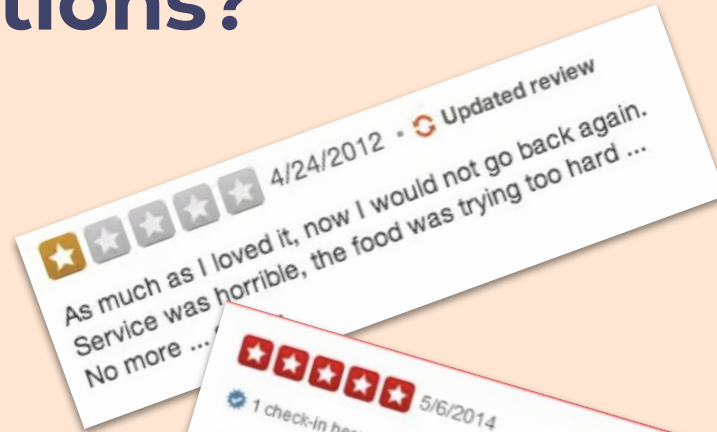 tions?
4/24/2012 • Updated review
As much as I loved it, now I would not go back again.
Service was horrible, the food was trying too hard ...
No more ...
5/6/2014
1 check-in